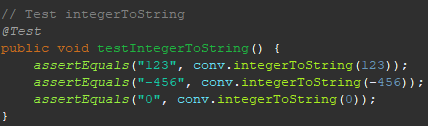 // Test integerToString
@Test
public void testIntegerToString() {
    assertEquals("123", conv.integerToString(123));
    assertEquals("-456", conv.integerToString(-456));
    assertEquals("0", conv.integerToString(0));
}